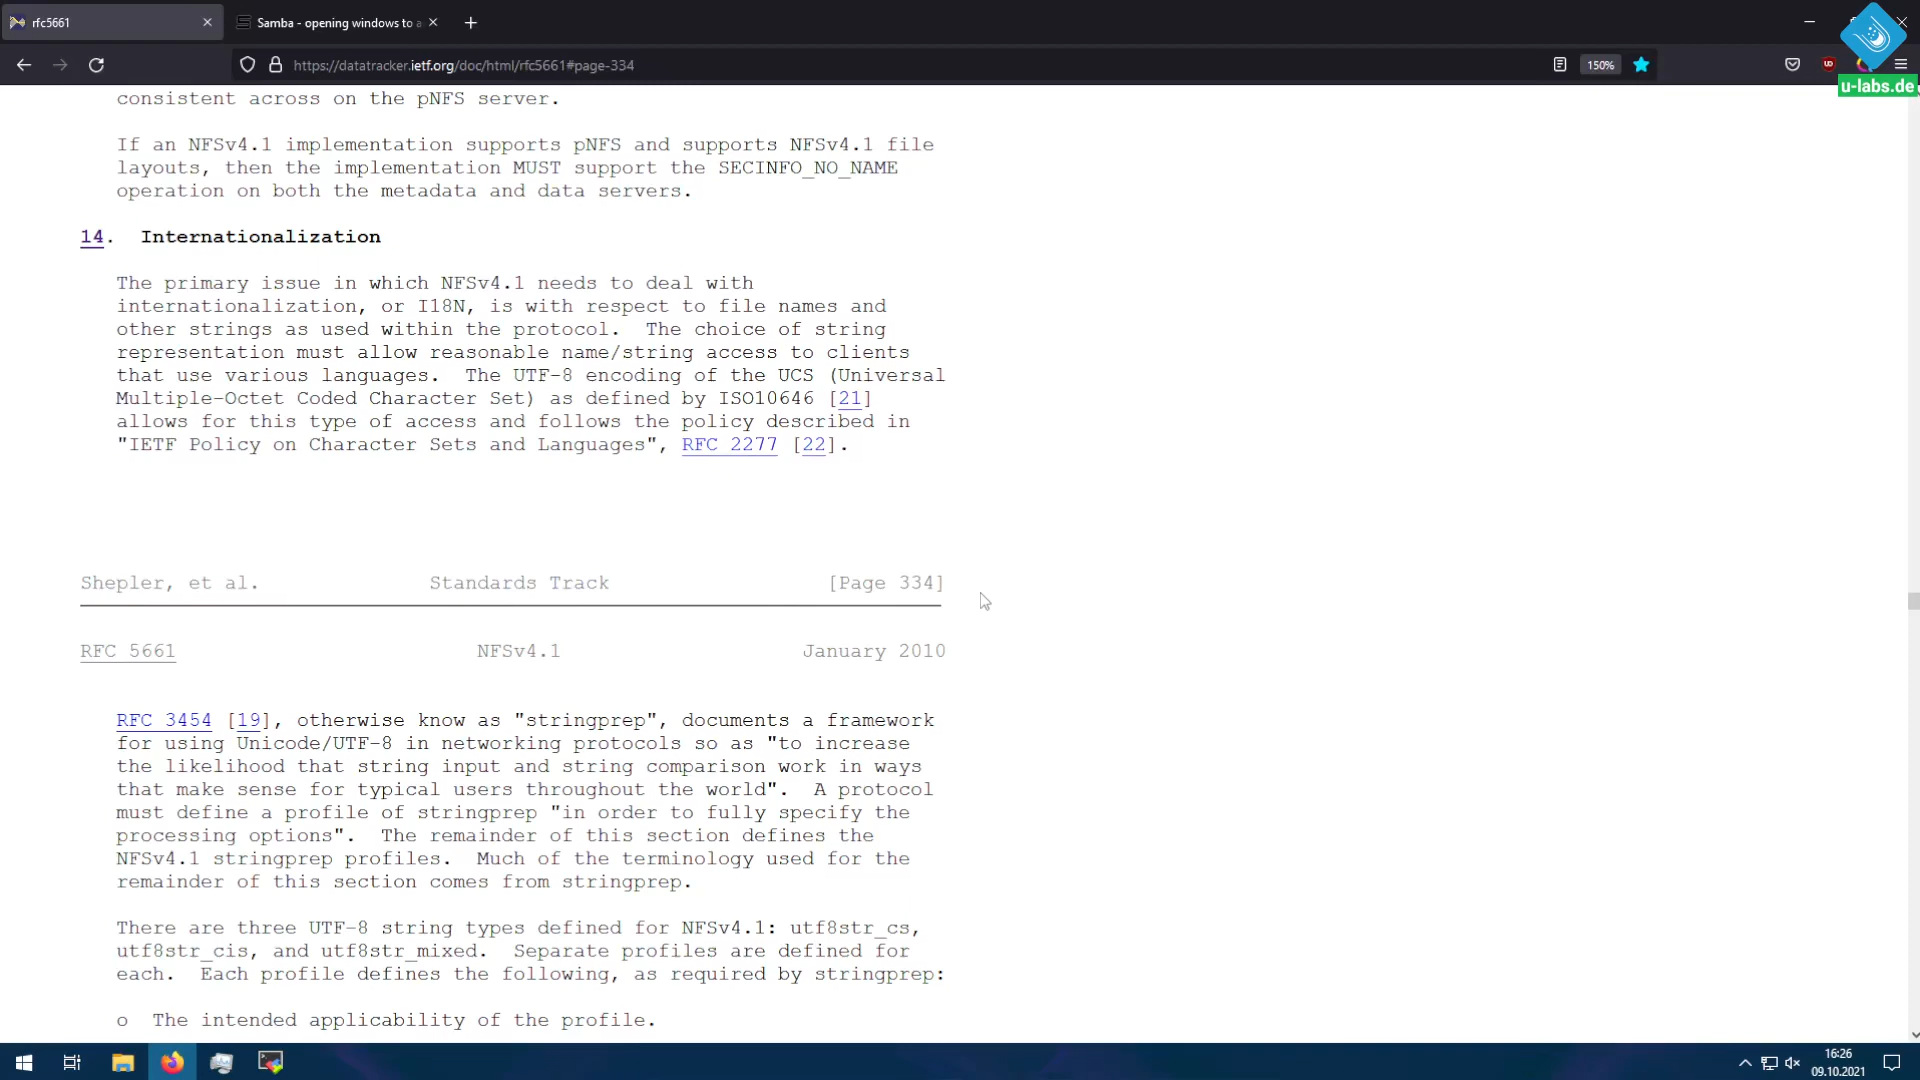 rfc5661
Samba - opening windows to a
https://datatracker.ietf.org/doc/html/rfc5661#page-334
150%
UD
u-labs.de
consistent across on the pNFS server.
If an NFSv4.1 implementation supports pNFS and supports NFSv4.1 file
layouts, then the implementation MUST support the SECINFO_NO_NAME
operation on both the metadata and data servers.
14.  Internationalization
The primary issue in which NFSv4.1 needs to deal with
internationalization, or I18N, is with respect to file names and
other strings as used within the protocol.  The choice of string
representation must allow reasonable name/string access to clients
that use various languages.  The UTF-8 encoding of the UCS (Universal
Multiple-Octet Coded Character Set) as defined by ISO10646 [21]
allows for this type of access and follows the policy described in
"IETF Policy on Character Sets and Languages", RFC 2277 [22].
Shepler, et al.    Standards Track    [Page 334]
RFC 5661    NFSv4.1    January 2010
RFC 3454 [19], otherwise know as "stringprep", documents a framework
for using Unicode/UTF-8 in networking protocols so as "to increase
the likelihood that string input and string comparison work in ways
that make sense for typical users throughout the world".  A protocol
must define a profile of stringprep "in order to fully specify the
processing options".  The remainder of this section defines the
NFSv4.1 stringprep profiles.  Much of the terminology used for the
remainder of this section comes from stringprep.
There are three UTF-8 string types defined for NFSv4.1: utf8str_cs,
utf8str_cis, and utf8str_mixed.  Separate profiles are defined for
each.  Each profile defines the following, as required by stringprep:
o  The intended applicability of the profile.
16:26
09.10.2021